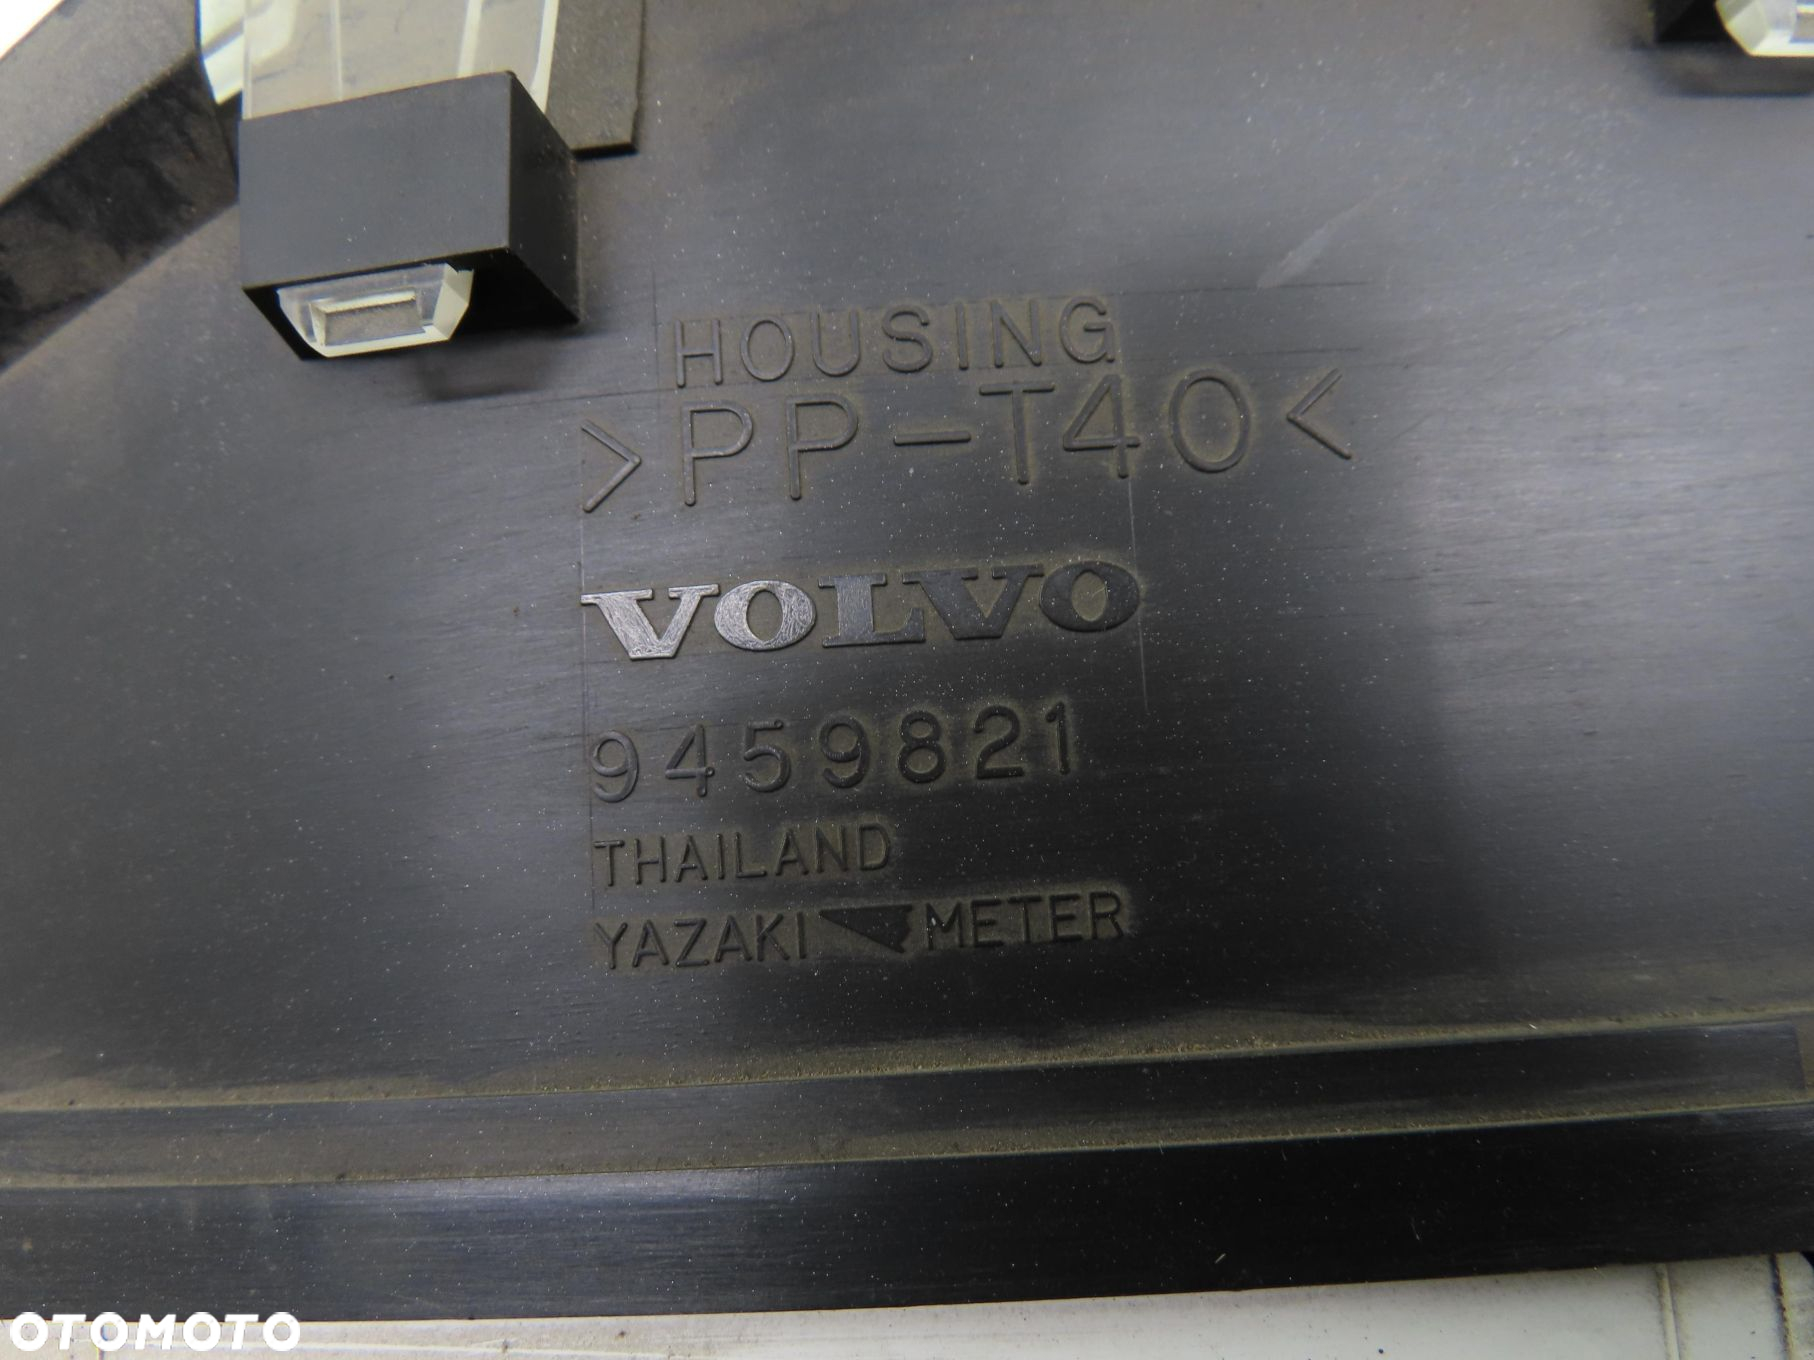 HOUSING
>PP-T40<
VOLVO
9459821
THAILAND
YAZAKI METER
OTOMOTO